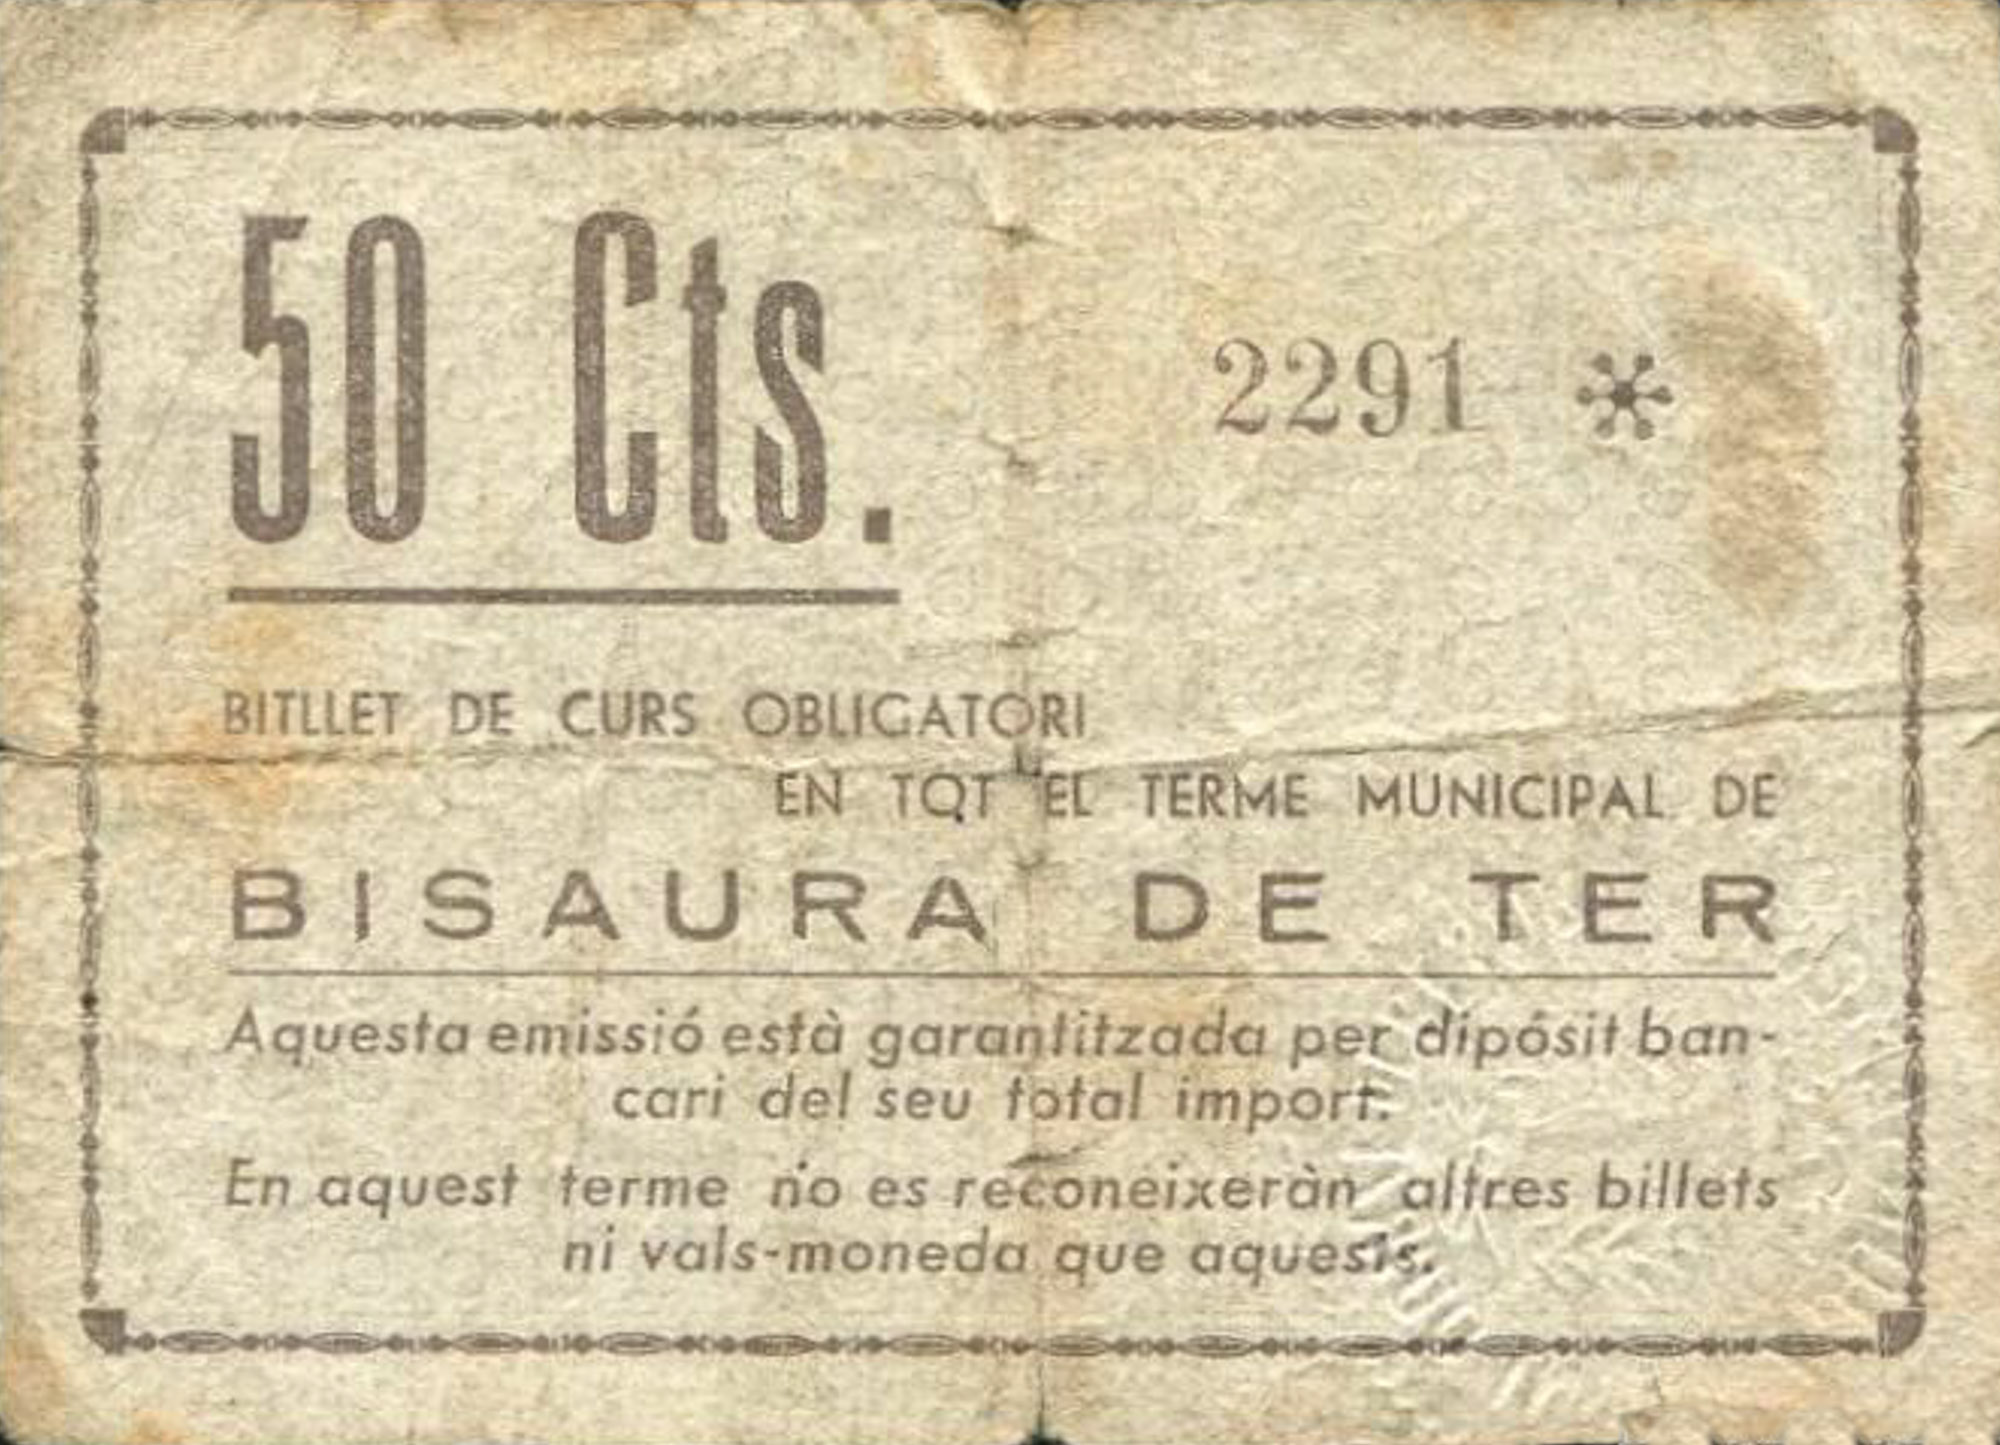 50 Cts.
2291 *
BITLLET DE CURS OBLIGATORI
EN TOT EL TERME MUNICIPAL DE
BISAURA DE TER
Aquesta emissió està garantitzada per dipósit ban-
cari del seu total import.
En aquest terme no es reconeixeràn altres billets
ni vals-moneda que aquests.